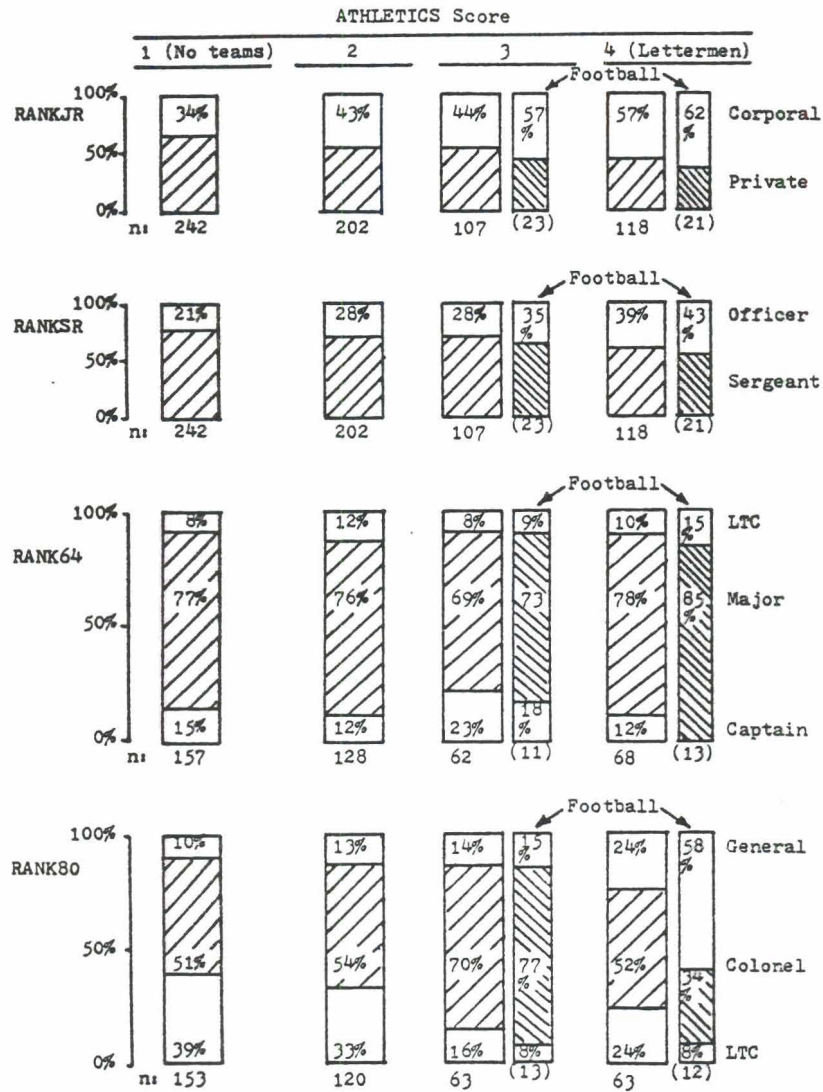 ATHLETICS Score
1 (No teams) 2 3 4 (Lettermen)
Football
100%
RANKJR 34% 43% 44% 57 % 57% 62 % Corporal
50%
Private
0%
n: 242 202 107 (23) 118 (21)
Football
100%
RANKSR 21% 28% 28% 35 % 39% 43 % Officer
50%
Sergeant
0%
n: 242 202 107 (23) 118 (21)
Football
100%
8% 12% 8% 9% 10% 15 % LTC
RANK64
77% 76% 69% 73 78% 85 % Major
50%
15% 12% 23% 18 % 12% Captain
0%
n: 157 128 62 (11) 68 (13)
Football
100%
10% 13% 14% 15 % 24% 58 % General
RANK80
50%
51% 54% 70% 77 % 52% 34 % Colonel
39% 33% 16% 8% 24% 8% LTC
0%
n: 153 120 63 (13) 63 (12)